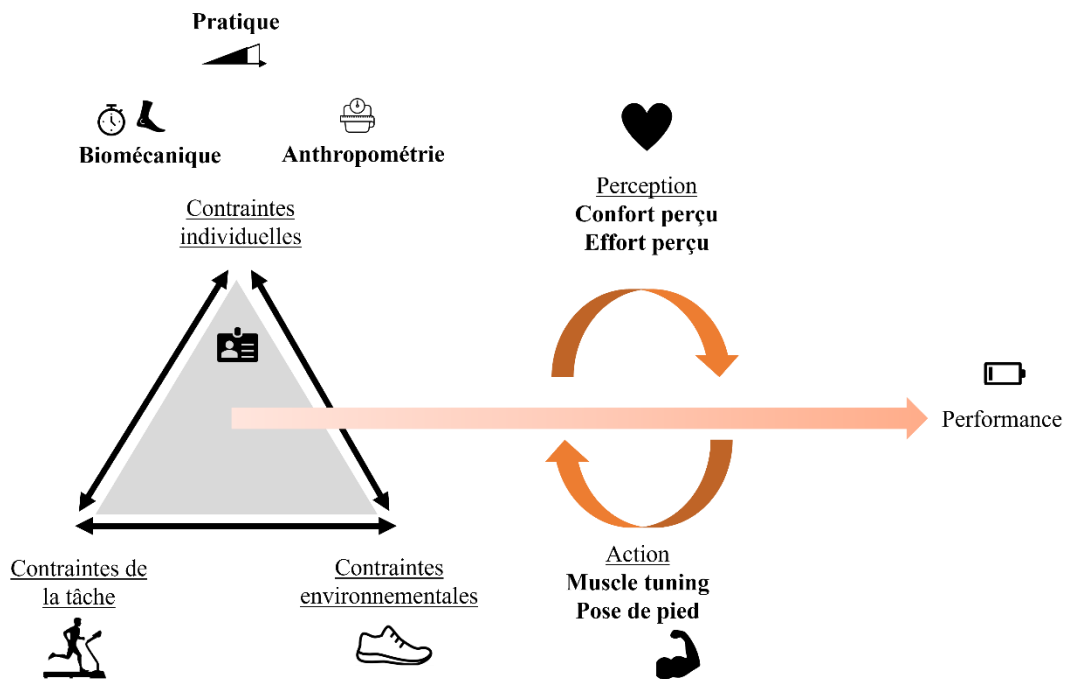 Pratique
Biomécanique
Anthropométrie
Contraintes
individuelles
Perception
Confort perçu
Effort perçu
Performance
Contraintes de
la tâche
Contraintes
environnementales
Action
Muscle tuning
Pose de pied